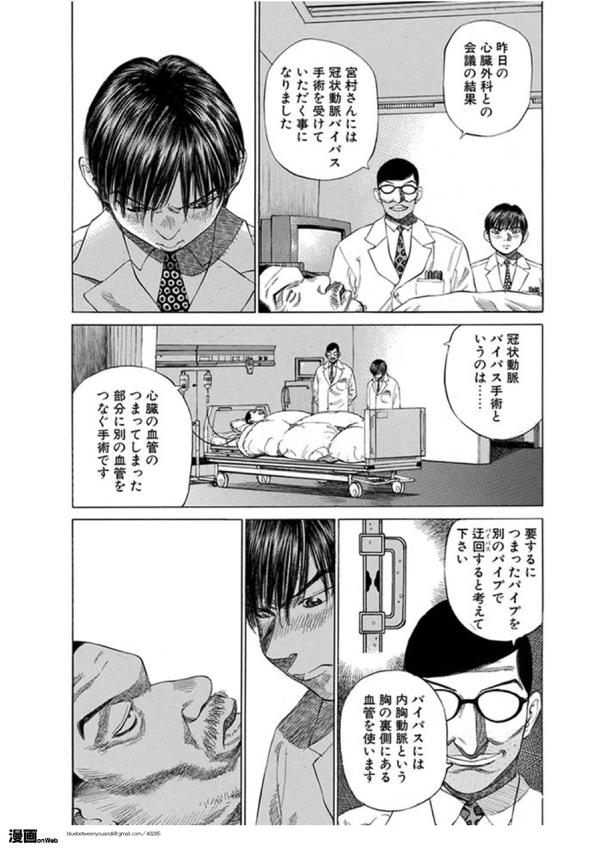 昨日の
心臓外科との
会議の結果
宮村さんには
冠状動脈バイパス
手術を受けて
いただく事に
なりました
冠状動脈
バイパス手術と
いうのは……
心臓の血管の
つまってしまった
部分に別の血管を
つなぐ手術です
要するに
つまったパイプを
別のパイプで
迂回すると考えて
バイパス
下さい
バイパスには
内胸動脈という
胸の裏側にある
血管を使います
漫画onWeb
bluebetweenyouandi@gmail.com/40285